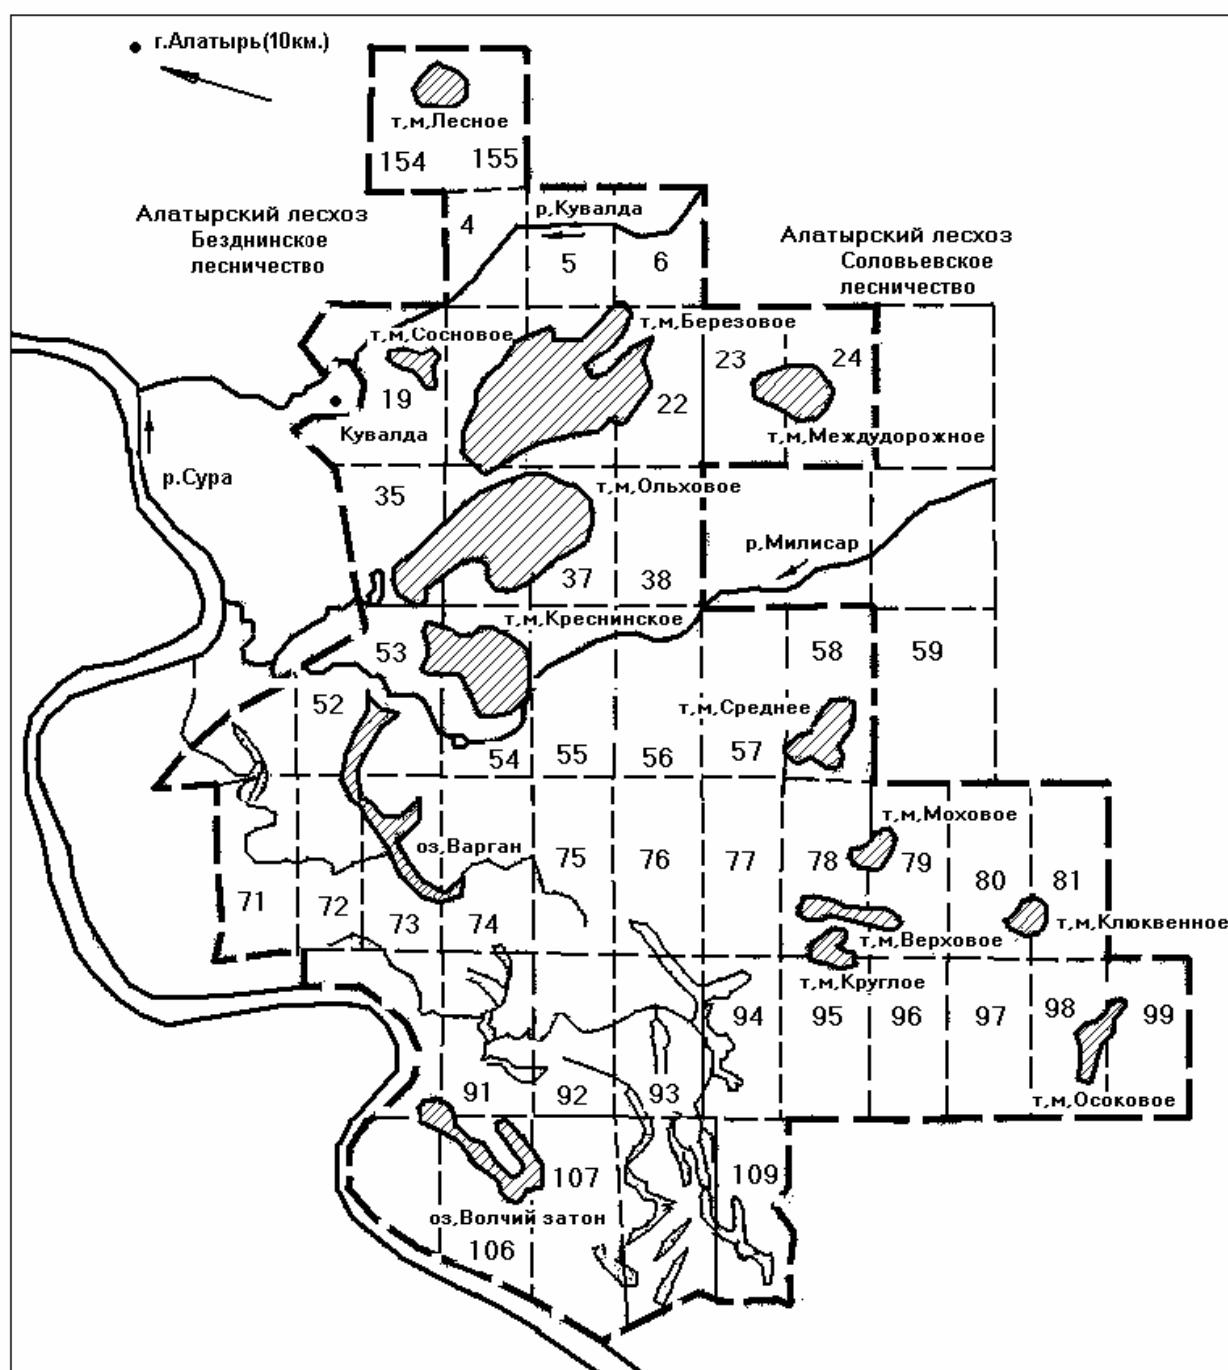 г.Алатырь(10км.)
т,м,Лесное
154
155
Алатырский лесхоз
Безднинское
лесничество
р,Кувалда
4
5
6
Алатырский лесхоз
Соловьевское
лесничество
т,м,Сосновое
т,м,Березовое
23
24
19
22
Кувалда
т,м,Междудорожное
р.Сура
35
т,м,Ольховое
р,Милисар
37
38
т,м,Креснинское
53
58
59
52
т,м,Среднее
54
55
56
57
т,м,Моховое
оз,Варган
75
76
77
78
79
80
81
71
72
73
74
т,м,Клюквенное
т,м,Верховое
т,м,Круглое
94
95
96
97
98
99
91
92
93
т,м,Осоковое
107
109
оз,Волчий затон
106